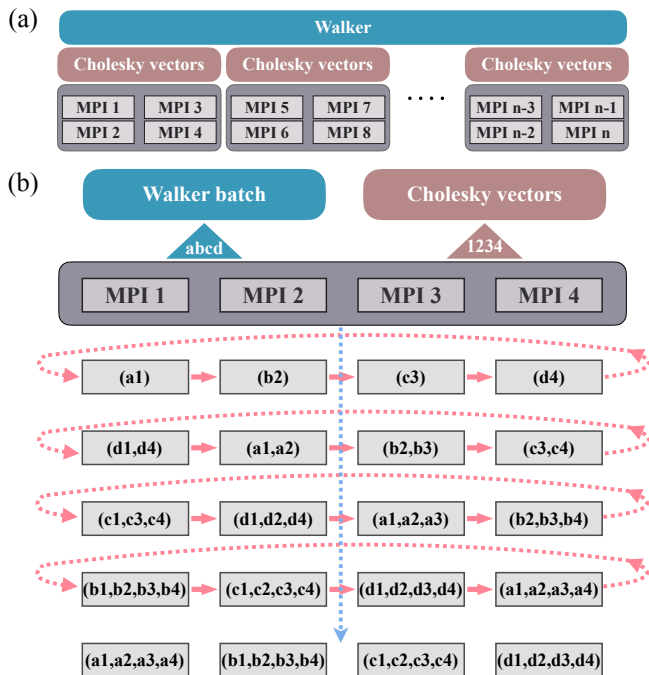 (a)
Walker
Cholesky vectors Cholesky vectors Cholesky vectors
MPI 1 MPI 3 MPI 5 MPI 7 .... MPI n-3 MPI n-1
MPI 2 MPI 4 MPI 6 MPI 8 MPI n-2 MPI n
(b)
Walker batch Cholesky vectors
abcd 1234
MPI 1 MPI 2 MPI 3 MPI 4
(a1) (b2) (c3) (d4)
(d1,d4) (a1,a2) (b2,b3) (c3,c4)
(c1,c3,c4) (d1,d2,d4) (a1,a2,a3) (b2,b3,b4)
(b1,b2,b3,b4) (c1,c2,c3,c4) (d1,d2,d3,d4) (a1,a2,a3,a4)
(a1,a2,a3,a4) (b1,b2,b3,b4) (c1,c2,c3,c4) (d1,d2,d3,d4)